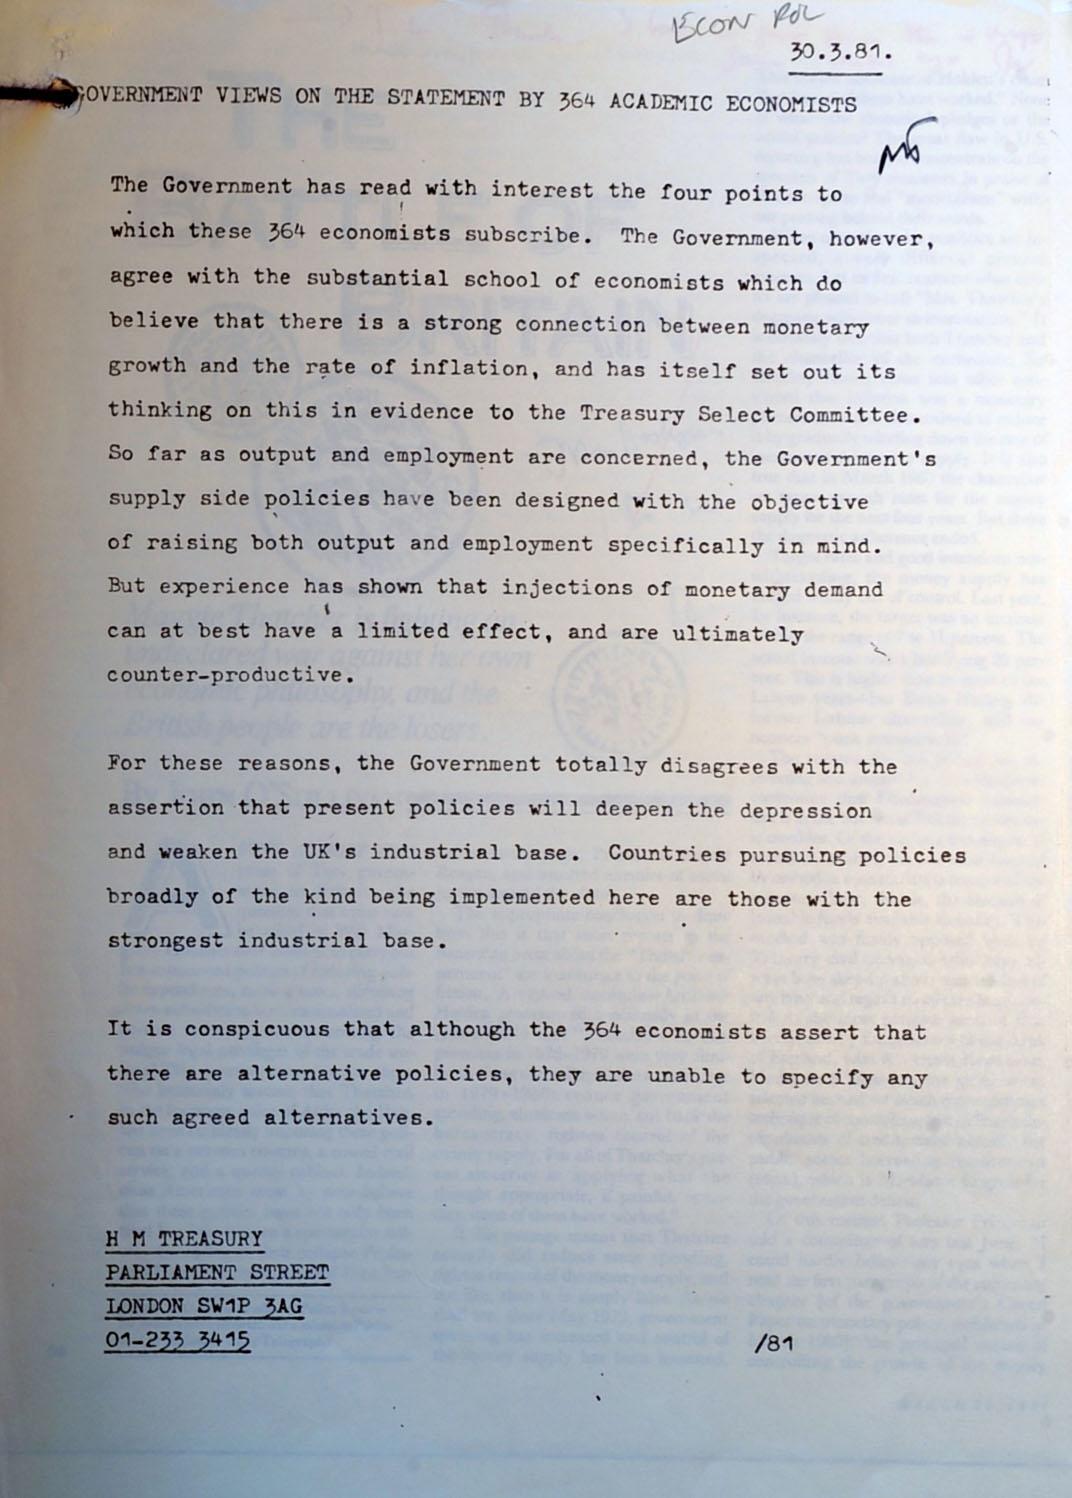 ECON POL
30.3.81.
GOVERNMENT VIEWS ON THE STATEMENT BY 364 ACADEMIC ECONOMISTS
The Government has read with interest the four points to
which these 364 economists subscribe. The Government, however,
agree with the substantial school of economists which do
believe that there is a strong connection between monetary
growth and the rate of inflation, and has itself set out its
thinking on this in evidence to the Treasury Select Committee.
So far as output and employment are concerned, the Government's
supply side policies have been designed with the objective
of raising both output and employment specifically in mind.
But experience has shown that injections of monetary demand
can at best have a limited effect, and are ultimately
counter-productive.
For these reasons, the Government totally disagrees with the
assertion that present policies will deepen the depression
and weaken the UK's industrial base. Countries pursuing policies
broadly of the kind being implemented here are those with the
strongest industrial base.
It is conspicuous that although the 364 economists assert that
there are alternative policies, they are unable to specify any
such agreed alternatives.
H M TREASURY
PARLIAMENT STREET
LONDON SW1P 3AG
01-233 3415
/81